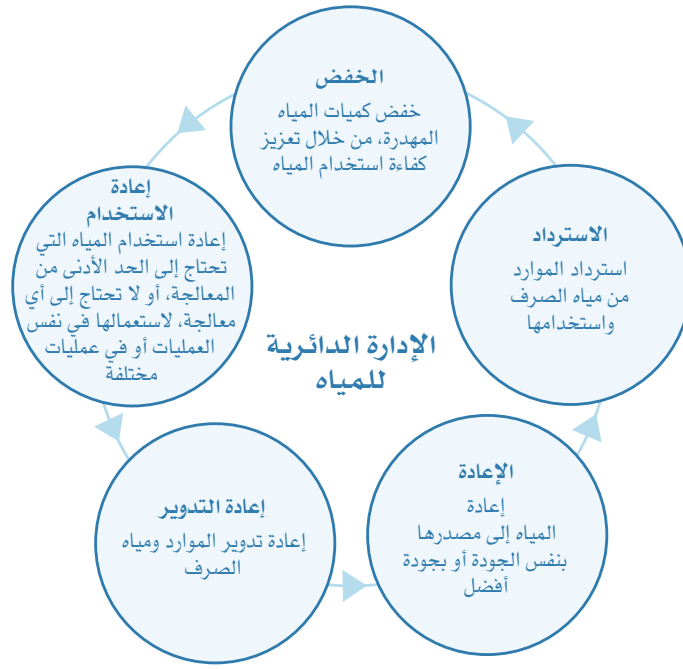 الخفض
خفض كميات المياه
المهدرة، من خلال تعزيز
كفاءة استخدام المياه
إعادة
الاستخدام
إعادة استخدام المياه التي
تحتاج إلى الحد الأدنى من
المعالجة، أو لا تحتاج إلى أي
معالجة، لاستعمالها في نفس
العمليات أو في عمليات
مختلفة
إعادة التدوير
إعادة تدوير الموارد ومياه
الصرف
الإعادة
إعادة
المياه إلى مصدرها
بنفس الجودة أو بجودة
أفضل
الاسترداد
استرداد الموارد
من مياه الصرف
واستخدامها
الإدارة الدائرية
للمياه